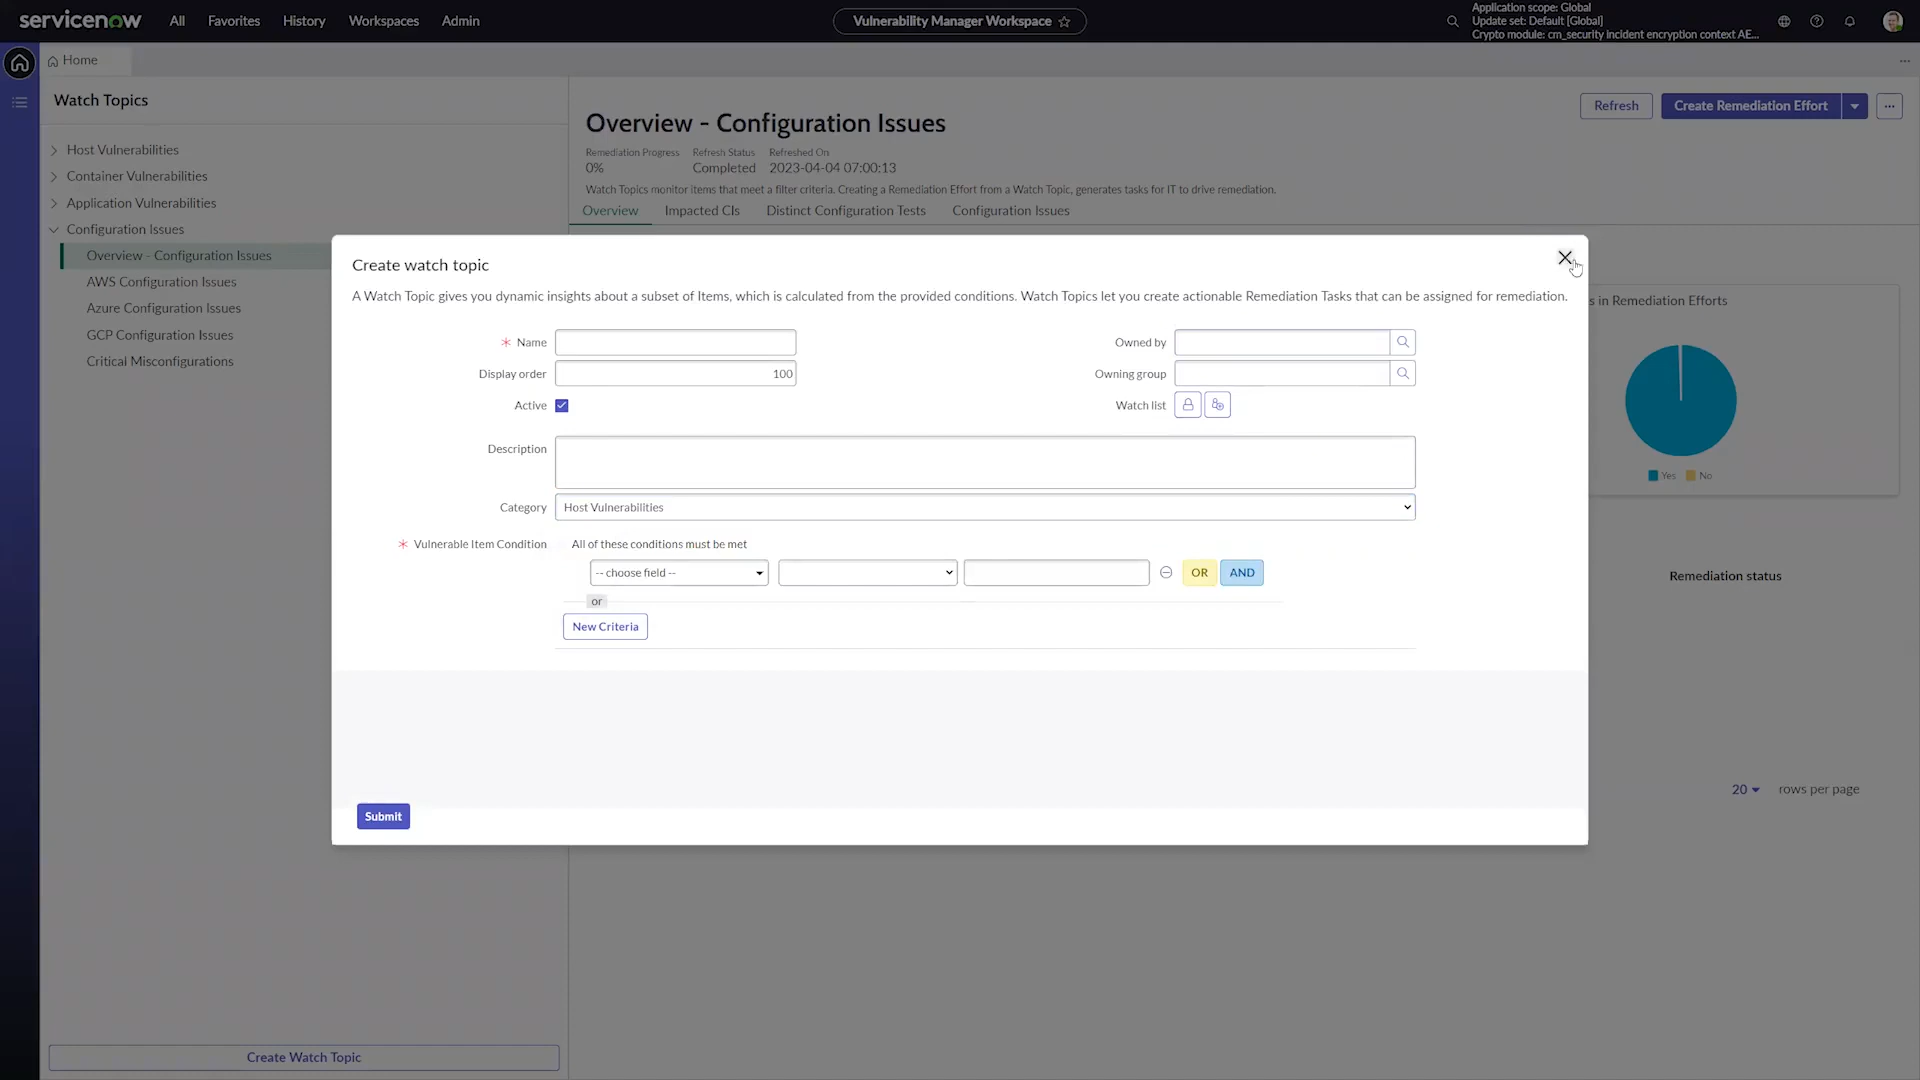 servicenow
All
Favorites
History
Workspaces
Admin
Vulnerability Manager Workspace
Application scope: Global
Update set: Default [Global]
Crypto module: cm_security incident encryption context AE...
Home
Watch Topics
Host Vulnerabilities
Container Vulnerabilities
Application Vulnerabilities
Configuration Issues
Overview - Configuration Issues
AWS Configuration Issues
Azure Configuration Issues
GCP Configuration Issues
Critical Misconfigurations
Create Watch Topic
Overview - Configuration Issues
Refresh
Create Remediation Effort
Remediation Progress
Refresh Status
Refreshed On
0%
Completed
2023-04-04 07:00:13
Watch Topics monitor items that meet a filter criteria. Creating a Remediation Effort from a Watch Topic, generates tasks for IT to drive remediation.
Overview
Impacted CIs
Distinct Configuration Tests
Configuration Issues
s in Remediation Efforts
Yes
No
Remediation status
20
rows per page
Create watch topic
A Watch Topic gives you dynamic insights about a subset of Items, which is calculated from the provided conditions. Watch Topics let you create actionable Remediation Tasks that can be assigned for remediation.
Name
Owned by
Display order
100
Owning group
Active
Watch list
Description
Category
Host Vulnerabilities
Vulnerable Item Condition
All of these conditions must be met
-- choose field --
OR
AND
or
New Criteria
Submit